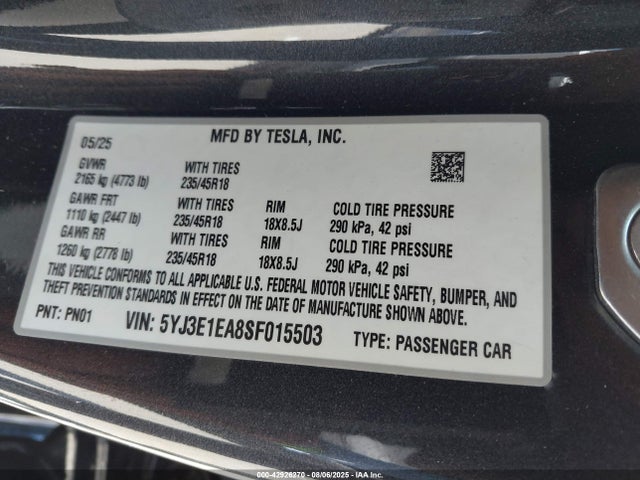 MFD BY TESLA, INC.
05/25
GVWR WITH TIRES
2165 kg (4773 lb) 235/45R18
GAWR FRT WITH TIRES RIM COLD TIRE PRESSURE
1110 kg (2447 lb) 235/45R18 18X8.5J 290 kPa, 42 psi
GAWR RR WITH TIRES RIM COLD TIRE PRESSURE
1260 kg (2778 lb) 235/45R18 18X8.5J 290 kPa, 42 psi
THIS VEHICLE CONFORMS TO ALL APPLICABLE U.S. FEDERAL MOTOR VEHICLE SAFETY, BUMPER, AND
THEFT PREVENTION STANDARDS IN EFFECT ON THE DATE OF MANUFACTURE SHOWN ABOVE.
PNT: PN01 VIN: 5YJ3E1EA8SF015503 TYPE: PASSENGER CAR
000-42926270 - 08/06/2025 - IAA Inc.